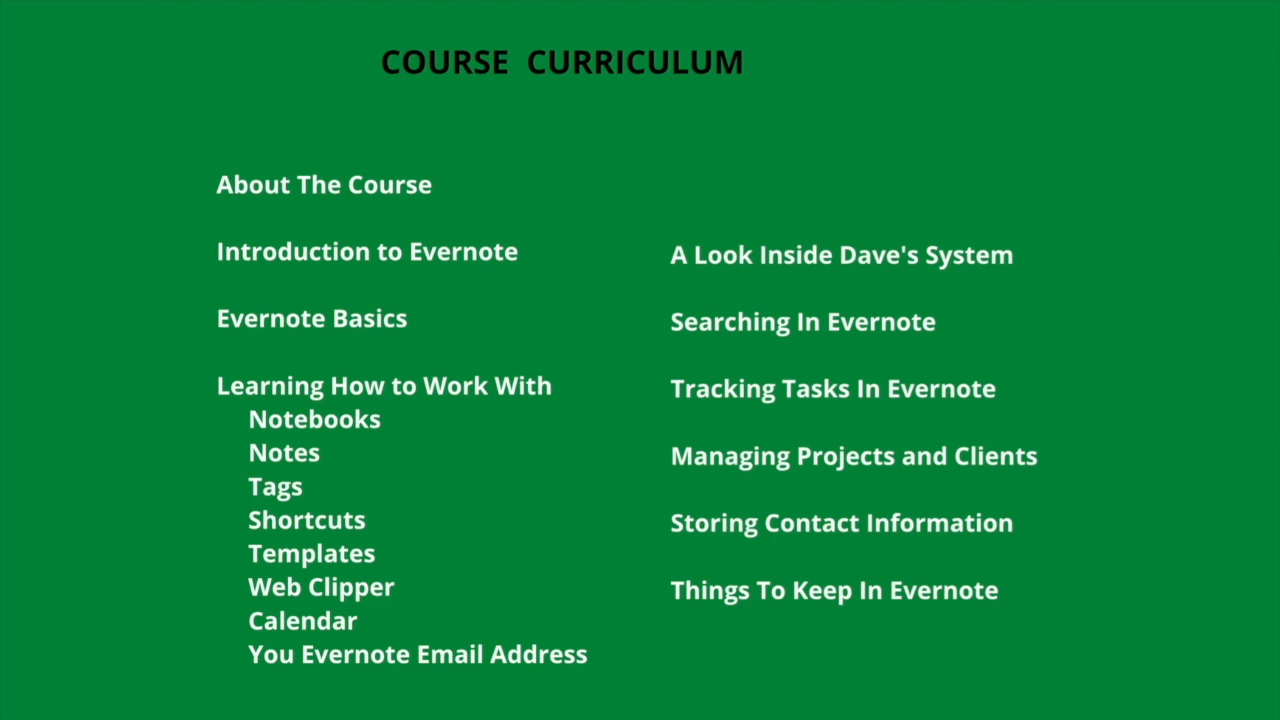 COURSE CURRICULUM
About The Course
Introduction to Evernote
Evernote Basics
Learning How to Work With
Notebooks
Notes
Tags
Shortcuts
Templates
Web Clipper
Calendar
You Evernote Email Address
A Look Inside Dave's System
Searching In Evernote
Tracking Tasks In Evernote
Managing Projects and Clients
Storing Contact Information
Things To Keep In Evernote